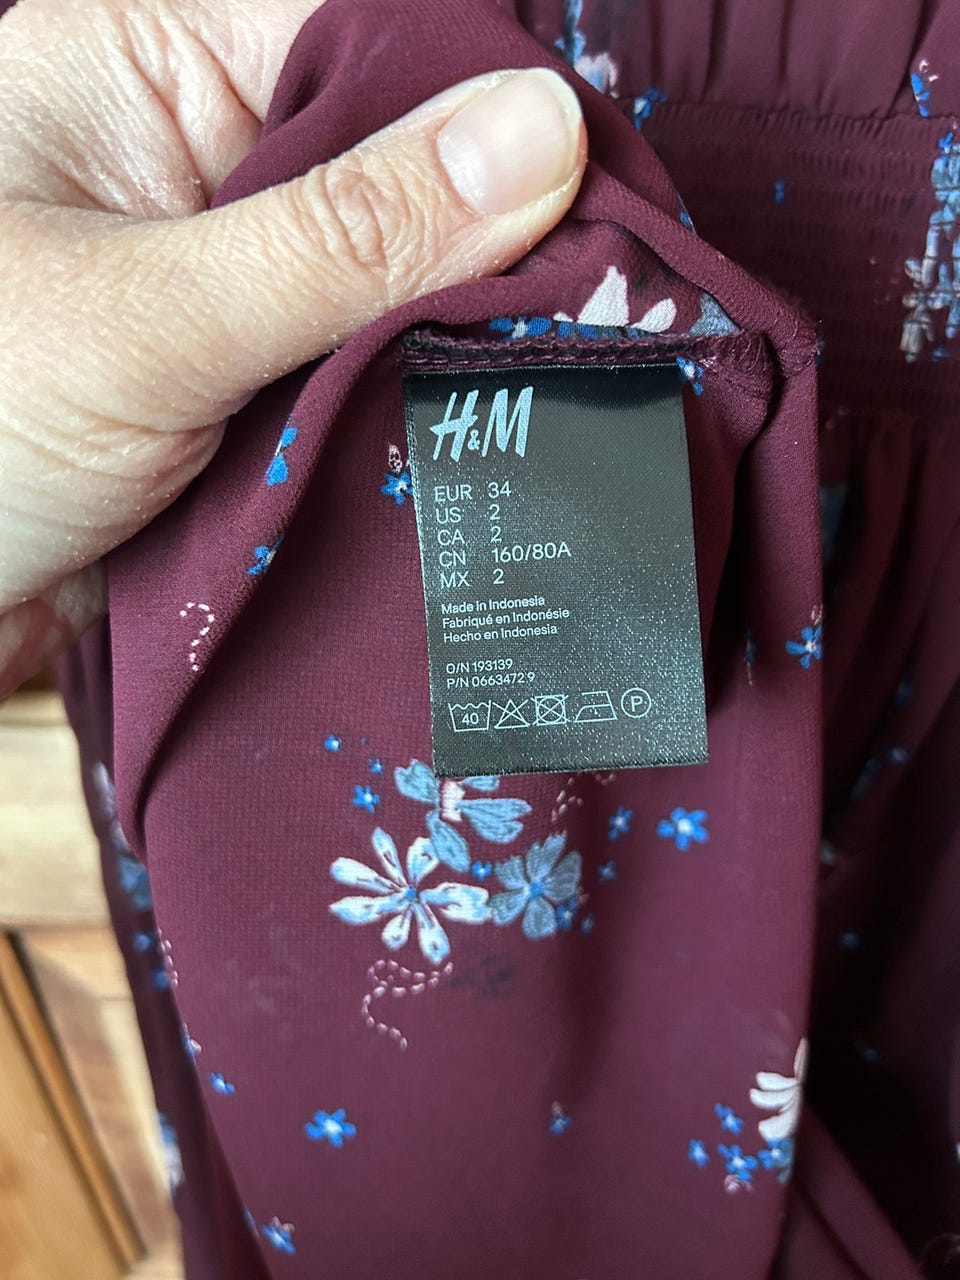 H&M
EUR 34
US 2
CA 2
CN 160/80A
MX 2
Made in Indonesia
Fabriqué en Indonésie
Hecho en Indonesia
O/N 193139
P/N 0663472 9
40
P